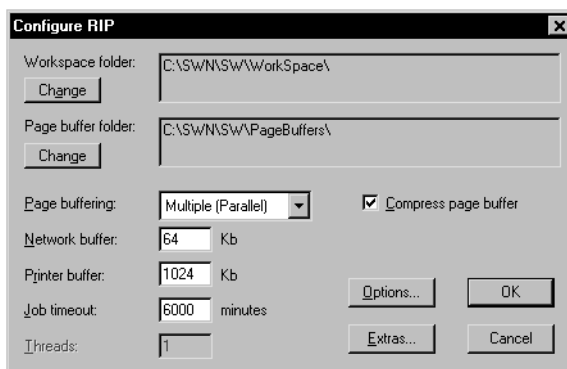 Configure RIP
Workspace folder: C:\SWN\SW\WorkSpace\
Change
Page buffer folder: C:\SWN\SW\PageBuffers\
Change
Page buffering: Multiple (Parallel) Compress page buffer
Network buffer: 64 Kb
Printer buffer: 1024 Kb
Options... OK
Job timeout: 6000 minutes
Threads: 1
Extras... Cancel